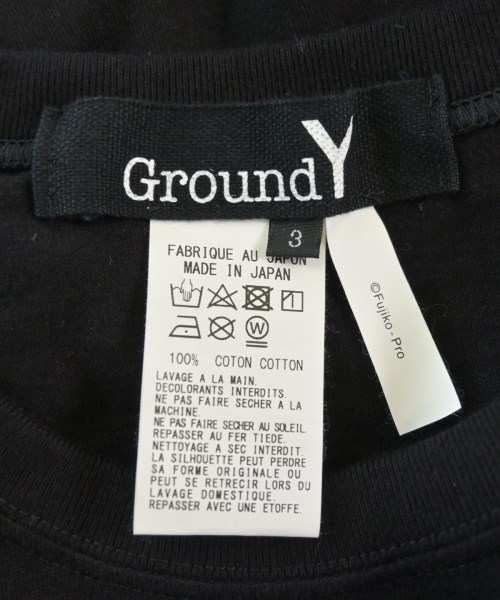 Ground Y
3
FABRIQUE AU JAPON
MADE IN JAPAN
W
100% COTON COTTON
LAVAGE A LA MAIN.
DECOLORANTS INTERDITS.
NE PAS FAIRE SECHER A LA
MACHINE.
NE PAS FAIRE SECHER AU SOLEIL.
REPASSER AU FER TIEDE.
NETTOYAGE A SEC INTERDIT.
LA SILHOUETTE PEUT PERDRE
SA FORME ORIGINALE OU
PEUT SE RETRECIR LORS DU
LAVAGE DOMESTIQUE.
REPASSER AVEC UNE ETOFFE.
©Fujiko-Pro